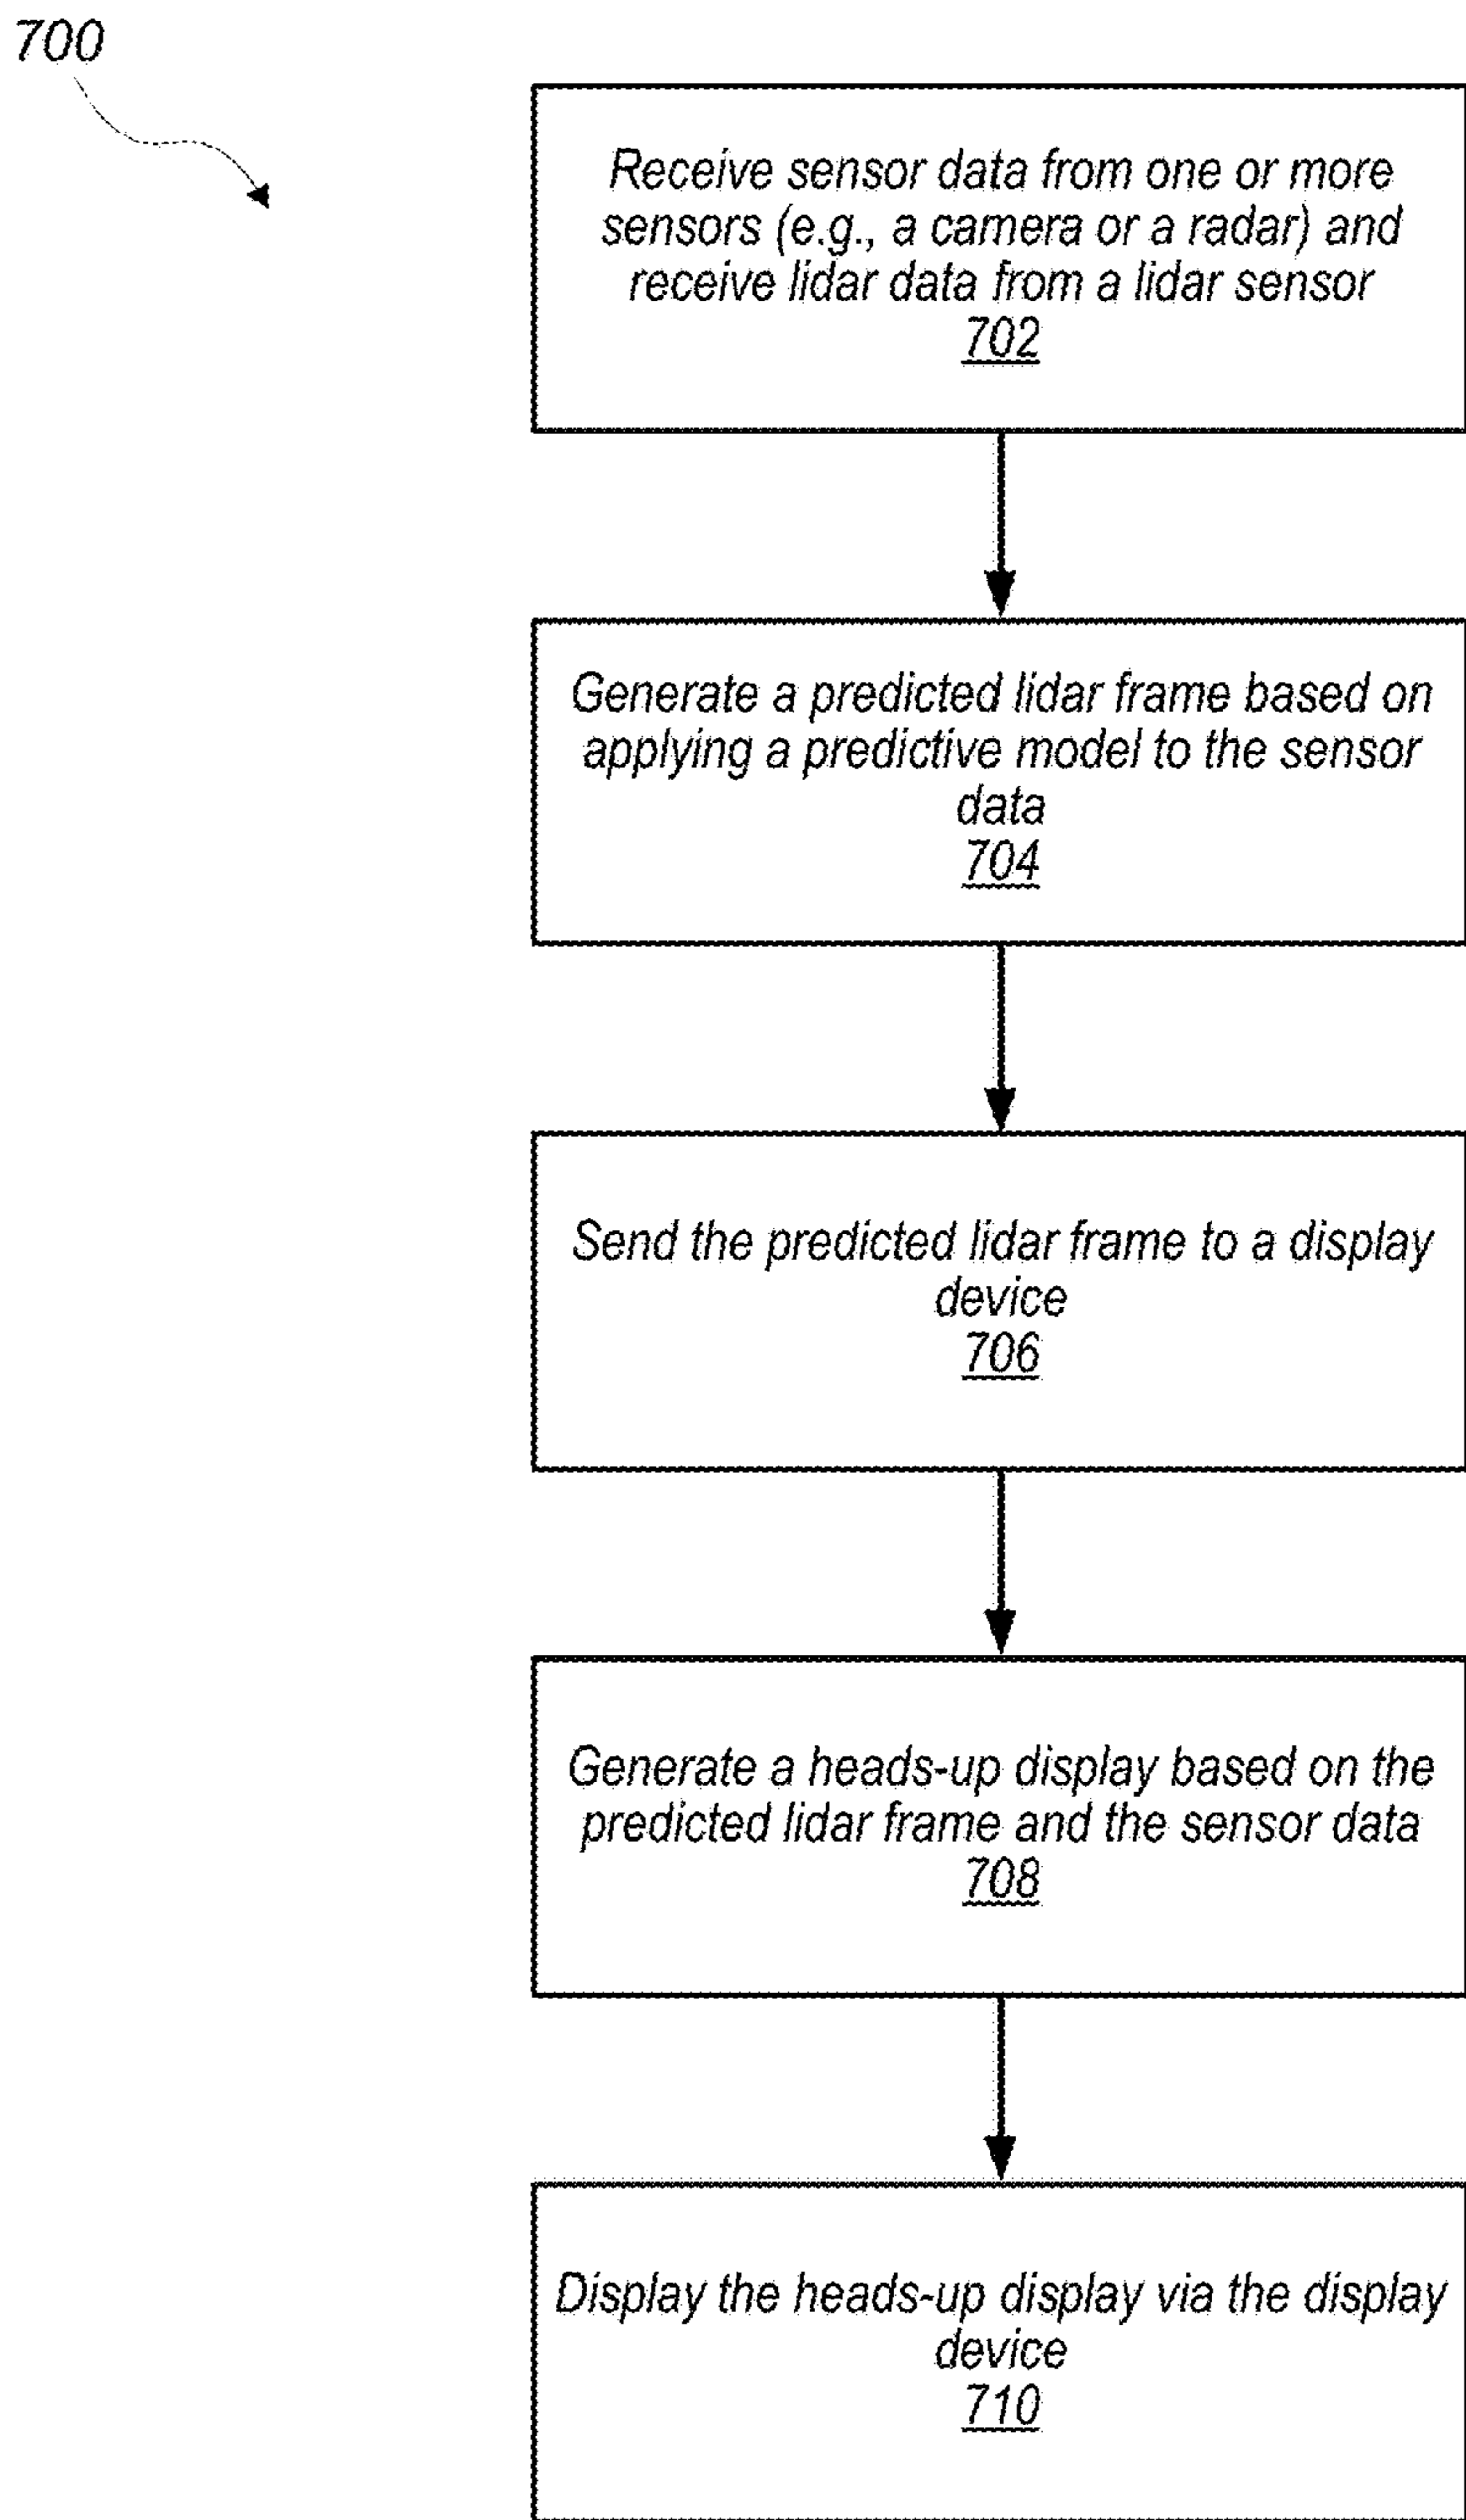 700
Receive sensor data from one or more
sensors (e.g., a camera or a radar) and
receive lidar data from a lidar sensor
702
Generate a predicted lidar frame based on
applying a predictive model to the sensor
data
704
Send the predicted lidar frame to a display
device
706
Generate a heads-up display based on the
predicted lidar frame and the sensor data
708
Display the heads-up display via the display
device
710